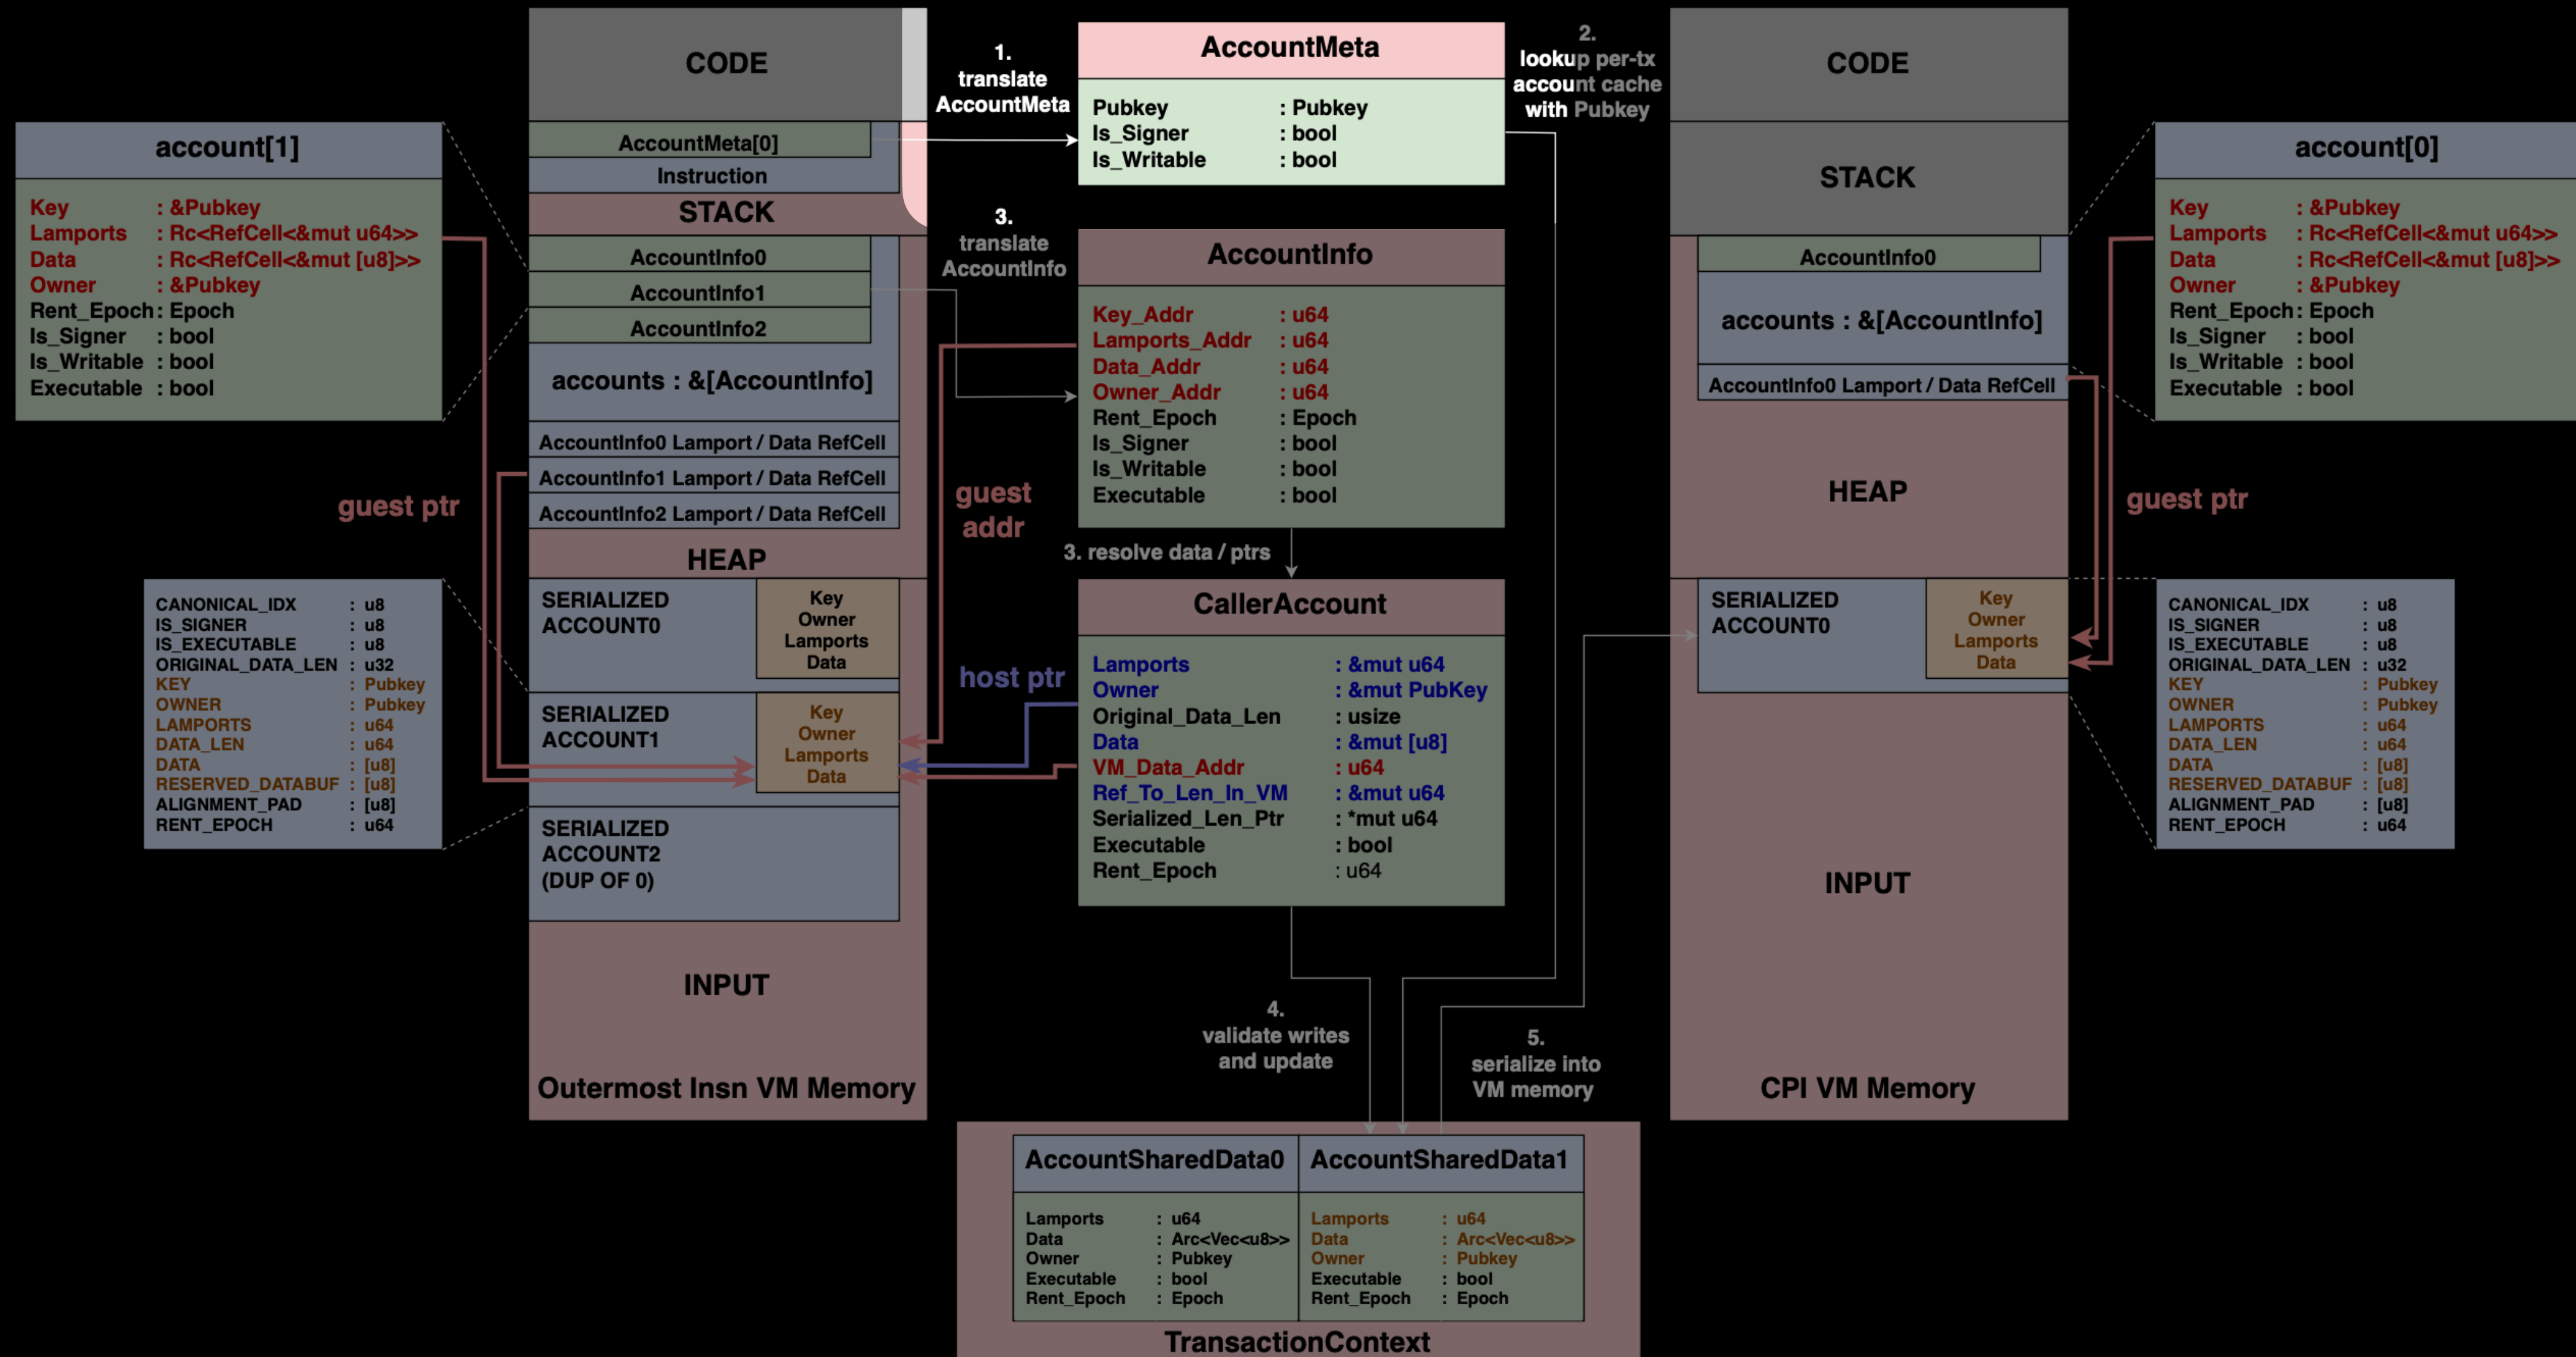 account[1]
Key : &Pubkey
Lamports : Rc<RefCell<&mut u64>>
Data : Rc<RefCell<&mut [u8]>>
Owner : &Pubkey
Rent_Epoch : Epoch
Is_Signer : bool
Is_Writable : bool
Executable : bool
guest ptr
CANONICAL_IDX : u8
IS_SIGNER : u8
IS_EXECUTABLE : u8
ORIGINAL_DATA_LEN : u32
KEY : Pubkey
OWNER : Pubkey
LAMPORTS : u64
DATA_LEN : u64
DATA : [u8]
RESERVED_DATABUF : [u8]
ALIGNMENT_PAD : [u8]
RENT_EPOCH : u64
CODE
AccountMeta[0]
Instruction
STACK
AccountInfo0
AccountInfo1
AccountInfo2
accounts : &[AccountInfo]
AccountInfo0 Lamport / Data RefCell
AccountInfo1 Lamport / Data RefCell
AccountInfo2 Lamport / Data RefCell
HEAP
SERIALIZED
ACCOUNT0
Key
Owner
Lamports
Data
SERIALIZED
ACCOUNT1
Key
Owner
Lamports
Data
SERIALIZED
ACCOUNT2
(DUP OF 0)
INPUT
Outermost Insn VM Memory
1.
translate
AccountMeta
AccountMeta
Pubkey : Pubkey
Is_Signer : bool
Is_Writable : bool
2.
lookup per-tx
account cache
with Pubkey
3.
translate
AccountInfo
AccountInfo
Key_Addr : u64
Lamports_Addr : u64
Data_Addr : u64
Owner_Addr : u64
Rent_Epoch : Epoch
Is_Signer : bool
Is_Writable : bool
Executable : bool
guest
addr
3. resolve data / ptrs
CallerAccount
Lamports : &mut u64
Owner : &mut PubKey
Original_Data_Len : usize
Data : &mut [u8]
VM_Data_Addr : u64
Ref_To_Len_In_VM : &mut u64
Serialized_Len_Ptr : *mut u64
Executable : bool
Rent_Epoch : u64
host ptr
4.
validate writes
and update
5.
serialize into
VM memory
AccountSharedData0
Lamports : u64
Data : Arc<Vec<u8>>
Owner : Pubkey
Executable : bool
Rent_Epoch : Epoch
AccountSharedData1
Lamports : u64
Data : Arc<Vec<u8>>
Owner : Pubkey
Executable : bool
Rent_Epoch : Epoch
TransactionContext
CODE
STACK
AccountInfo0
accounts : &[AccountInfo]
AccountInfo0 Lamport / Data RefCell
HEAP
SERIALIZED
ACCOUNT0
Key
Owner
Lamports
Data
INPUT
CPI VM Memory
account[0]
Key : &Pubkey
Lamports : Rc<RefCell<&mut u64>>
Data : Rc<RefCell<&mut [u8]>>
Owner : &Pubkey
Rent_Epoch : Epoch
Is_Signer : bool
Is_Writable : bool
Executable : bool
guest ptr
CANONICAL_IDX : u8
IS_SIGNER : u8
IS_EXECUTABLE : u8
ORIGINAL_DATA_LEN : u32
KEY : Pubkey
OWNER : Pubkey
LAMPORTS : u64
DATA_LEN : u64
DATA : [u8]
RESERVED_DATABUF : [u8]
ALIGNMENT_PAD : [u8]
RENT_EPOCH : u64